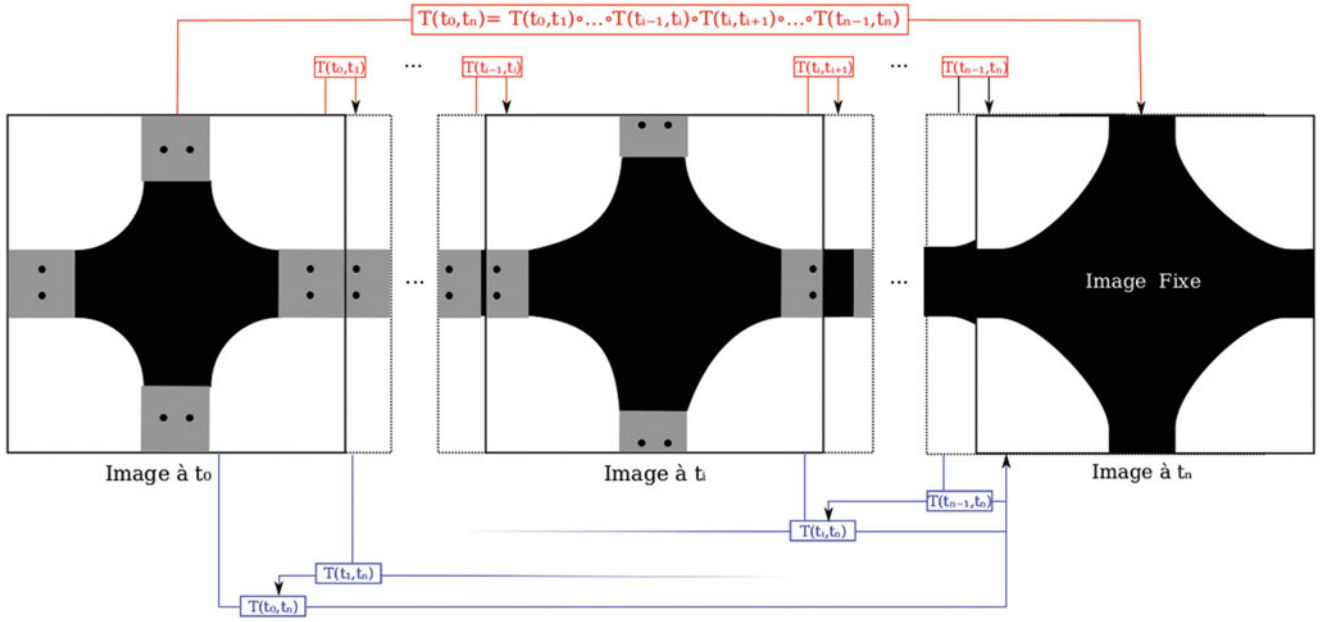 T(t₀,tₙ)= T(t₀,t₁)∘...∘T(tᵢ₋₁,tᵢ)∘T(tᵢ,tᵢ₊₁)∘...∘T(tₙ₋₁,tₙ)
T(t₀,t₁) ... T(tᵢ₋₁,tᵢ) T(tᵢ,tᵢ₊₁) ... T(tₙ₋₁,tₙ)
... ...
Image Fixe
Image à t₀ Image à tᵢ Image à tₙ
T(tₙ₋₁,tₙ)
T(tᵢ,tₙ)
T(t₁,tₙ)
T(t₀,tₙ)